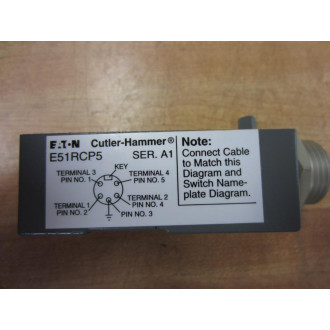 EATON Cutler-Hammer®
E51RCP5 SER. A1
KEY
TERMINAL 3
PIN NO. 1
TERMINAL 4
PIN NO. 5
TERMINAL 1
PIN NO. 2
TERMINAL 2
PIN NO. 4
PIN NO. 3
Note:
Connect Cable
to Match this
Diagram and
Switch Name-
plate Diagram.